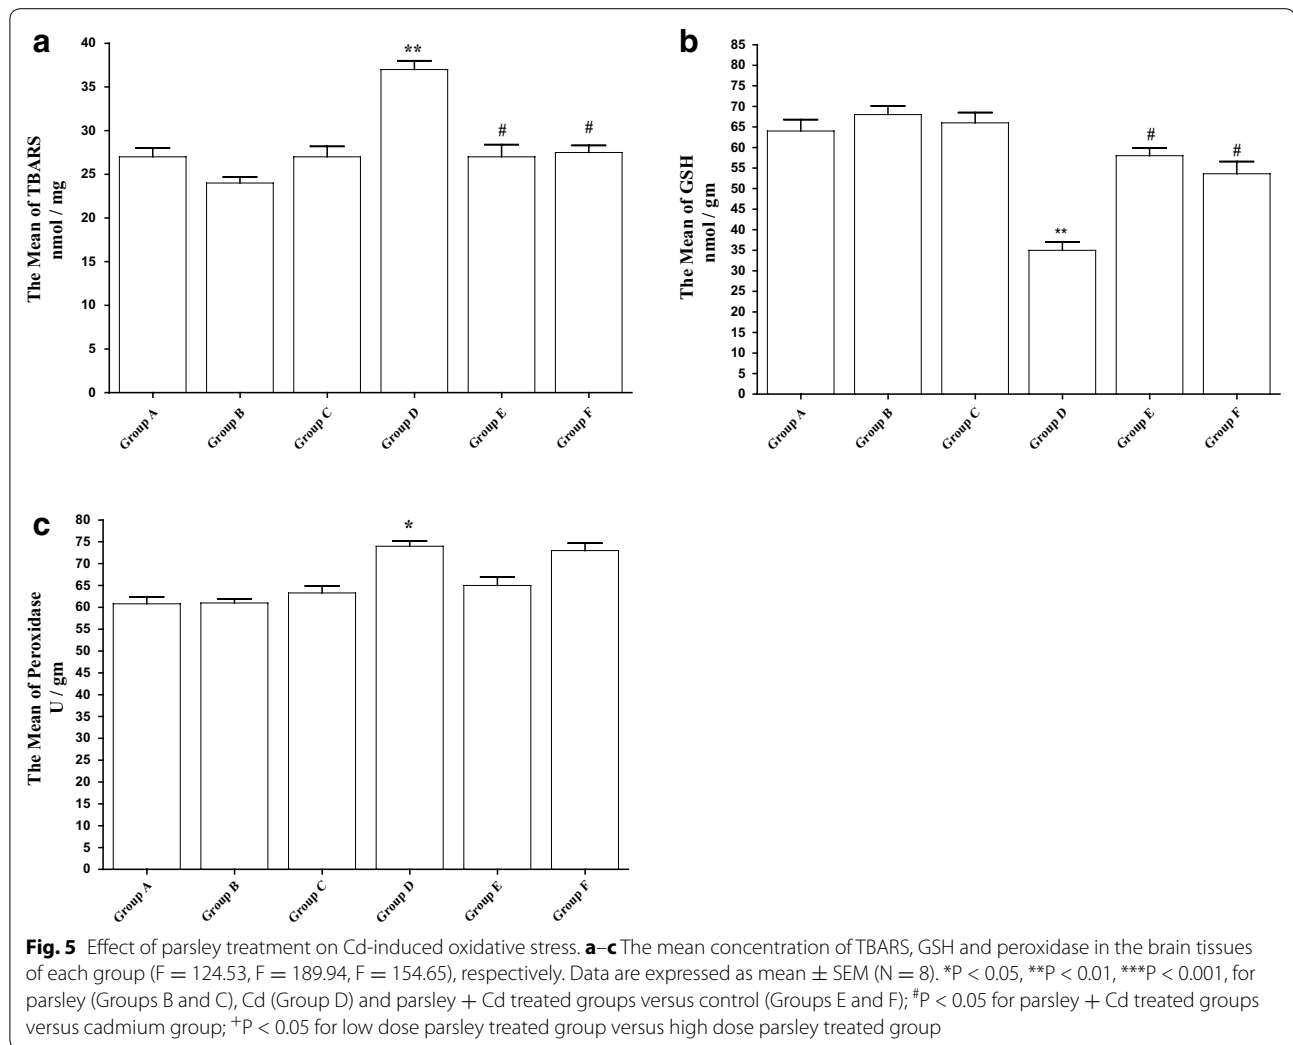 a
The Mean of TBARS
nmol / mg
40
35
30
25
20
15
10
5
0
**
#
#
Group A
Group B
Group C
Group D
Group E
Group F
b
The Mean of GSH
nmol / gm
85
80
75
70
65
60
55
50
45
40
35
30
25
20
15
10
5
0
**
#
#
Group A
Group B
Group C
Group D
Group E
Group F
c
The Mean of Peroxidase
U / gm
80
75
70
65
60
55
50
45
40
35
30
25
20
15
10
5
0
*
Group A
Group B
Group C
Group D
Group E
Group F
Fig. 5 Effect of parsley treatment on Cd-induced oxidative stress. a–c The mean concentration of TBARS, GSH and peroxidase in the brain tissues
of each group (F = 124.53, F = 189.94, F = 154.65), respectively. Data are expressed as mean ± SEM (N = 8). *P < 0.05, **P < 0.01, ***P < 0.001, for
parsley (Groups B and C), Cd (Group D) and parsley + Cd treated groups versus control (Groups E and F); #P < 0.05 for parsley + Cd treated groups
versus cadmium group; +P < 0.05 for low dose parsley treated group versus high dose parsley treated group